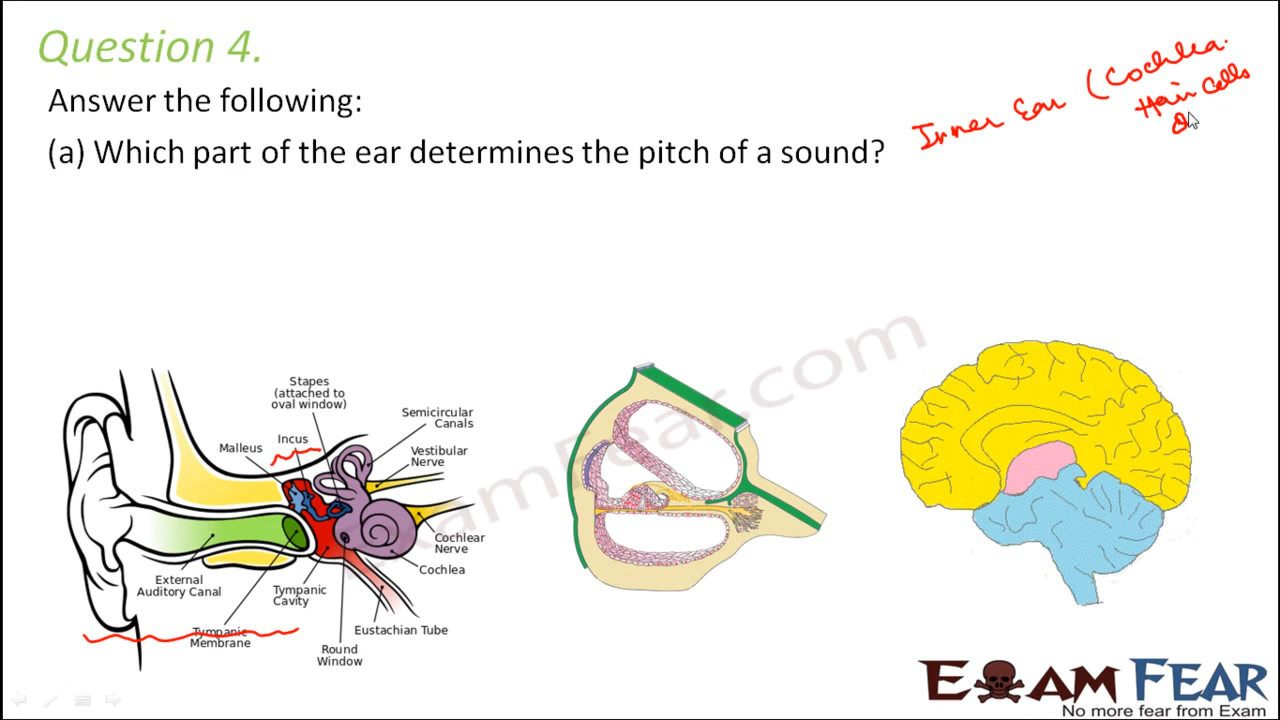 Question 4.
Answer the following:
(a) Which part of the ear determines the pitch of a sound?
Inner Ear (Cochlea.
Hair Cells
ExamFear.com
Stapes
(attached to
oval window)
Semicircular
Canals
Incus
Malleus
Vestibular
Nerve
Cochlear
Nerve
Cochlea
External
Auditory Canal
Tympanic
Cavity
Tympanic
Membrane
Eustachian Tube
Round
Window
EXAM FEAR
No more fear from Exam